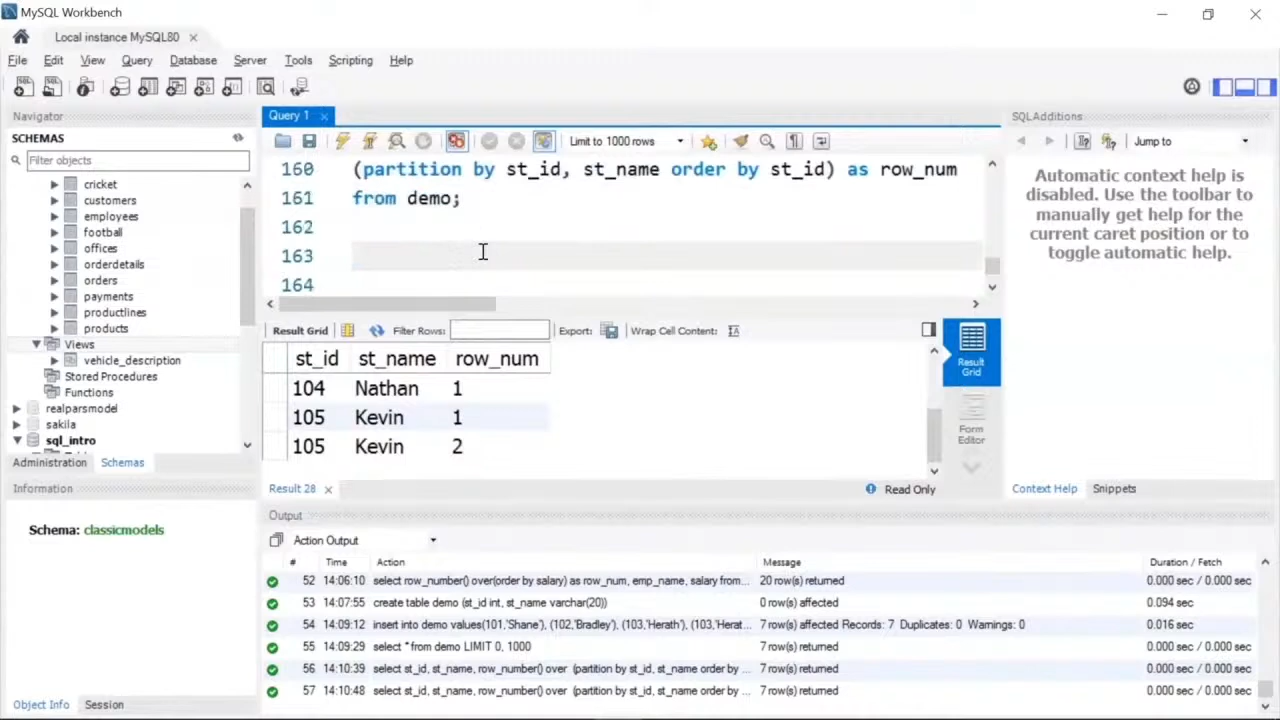 MySQL Workbench
Local instance MySQL80
File Edit View Query Database Server Tools Scripting Help
Navigator
SCHEMAS
Filter objects
cricket
customers
employees
football
offices
orderdetails
orders
payments
productlines
products
Views
vehicle_description
Stored Procedures
Functions
realparsmodel
sakila
sql_intro
Administration Schemas
Information
Schema: classicmodels
Object Info Session
Query 1
Limit to 1000 rows
160 (partition by st_id, st_name order by st_id) as row_num
161 from demo;
162
163
164
Result Grid Filter Rows: Export: Wrap Cell Content:
st_id st_name row_num
104 Nathan 1
105 Kevin 1
105 Kevin 2
Result Grid
Form Editor
Result 28 Read Only
Output
Action Output
# Time Action Message Duration / Fetch
52 14:06:10 select row_number() over(order by salary) as row_num, emp_name, salary from... 20 row(s) returned 0.000 sec / 0.000 sec
53 14:07:55 create table demo (st_id int, st_name varchar(20)) 0 row(s) affected 0.094 sec
54 14:09:12 insert into demo values(101,'Shane'), (102,'Bradley'), (103,'Herath'), (103,'Herat... 7 row(s) affected Records: 7 Duplicates: 0 Warnings: 0 0.016 sec
55 14:09:29 select * from demo LIMIT 0, 1000 7 row(s) returned 0.000 sec / 0.000 sec
56 14:10:39 select st_id, st_name, row_number() over (partition by st_id, st_name order by ... 7 row(s) returned 0.000 sec / 0.000 sec
57 14:10:48 select st_id, st_name, row_number() over (partition by st_id, st_name order by ... 7 row(s) returned 0.000 sec / 0.000 sec
SQLAdditions
Jump to
Automatic context help is
disabled. Use the toolbar to
manually get help for the
current caret position or to
toggle automatic help.
Context Help Snippets